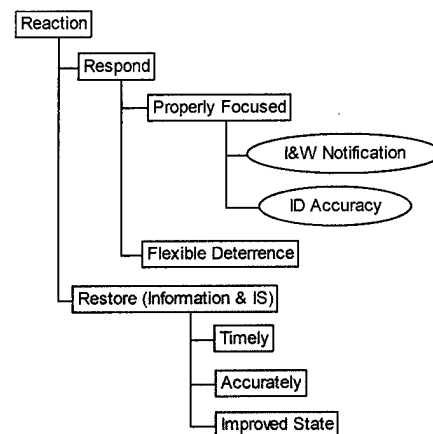 Reaction
Respond
Properly Focused
I&W Notification
ID Accuracy
Flexible Deterrence
Restore (Information & IS)
Timely
Accurately
Improved State